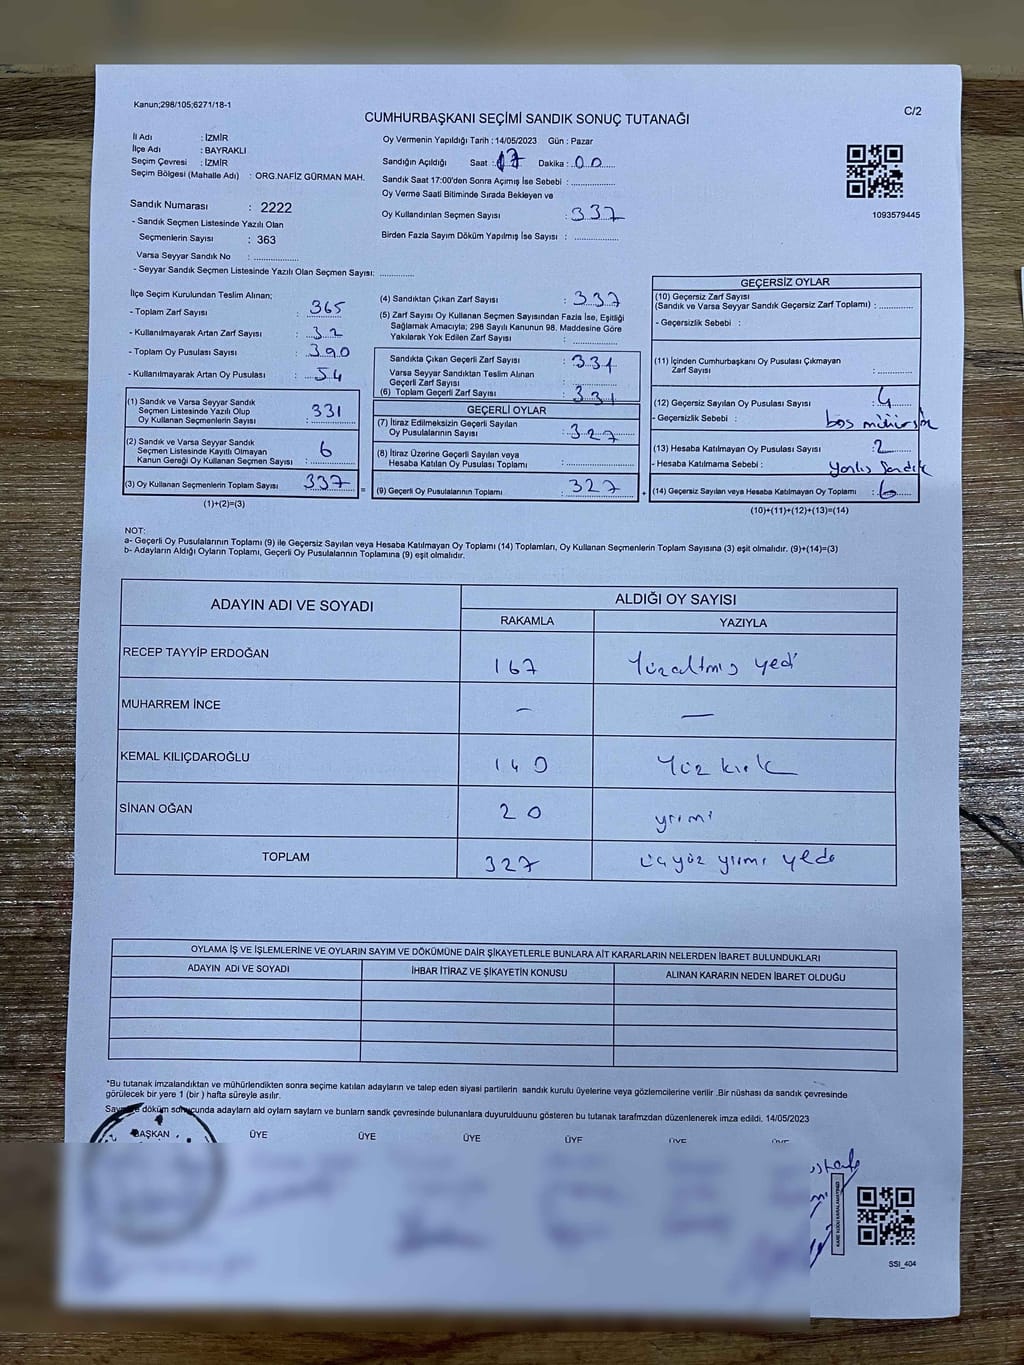 Kanun;298/105;6271/18-1
C/2
CUMHURBAŞKANI SEÇİMİ SANDIK SONUÇ TUTANAĞI
İl Adı : İZMİR
İlçe Adı : BAYRAKLI
Seçim Çevresi : İZMİR
Seçim Bölgesi (Mahalle Adı) : ORG.NAFİZ GÜRMAN MAH.
Sandık Numarası : 2222
- Sandık Seçmen Listesinde Yazılı Olan
Seçmenlerin Sayısı : 363
Varsa Seyyar Sandık No : ................
- Seyyar Sandık Seçmen Listesinde Yazılı Olan Seçmen Sayısı: ............
Oy Vermenin Yapıldığı Tarih : 14/05/2023 Gün : Pazar
Sandığın Açıldığı Saat : 17 Dakika : 00
Sandık Saat 17:00'den Sonra Açımış İse Sebebi : ................
Oy Verme Saati Bitiminde Sırada Bekleyen ve
Oy Kullandırılan Seçmen Sayısı : 337
Birden Fazla Sayım Döküm Yapılmış İse Sayısı : ................
1093579445
İlçe Seçim Kurulundan Teslim Alınan;
- Toplam Zarf Sayısı : 365
- Kullanılmayarak Artan Zarf Sayısı : 32
- Toplam Oy Pusulası Sayısı : 390
- Kullanılmayarak Artan Oy Pusulası : 54
(1) Sandık ve Varsa Seyyar Sandık
Seçmen Listesinde Yazılı Olup
Oy Kullanan Seçmenlerin Sayısı : 331
(2) Sandık ve Varsa Seyyar Sandık
Seçmen Listesinde Kayıtlı Olmayan
Kanun Gereği Oy Kullanan Seçmen Sayısı : 6
(3) Oy Kullanan Seçmenlerin Toplam Sayısı : 337
(1)+(2)=(3)
(4) Sandıktan Çıkan Zarf Sayısı : 337
(5) Zarf Sayısı Oy Kullanan Seçmen Sayısından Fazla İse, Eşitliği
Sağlamak Amacıyla; 298 Sayılı Kanunun 98. Maddesine Göre
Yakılarak Yok Edilen Zarf Sayısı : ............
Sandıkta Çıkan Geçerli Zarf Sayısı : 331
Varsa Seyyar Sandıktan Teslim Alınan
Geçerli Zarf Sayısı : ............
(6) Toplam Geçerli Zarf Sayısı : 331
GEÇERLİ OYLAR
(7) İtiraz Edilmeksizin Geçerli Sayılan
Oy Pusulalarının Sayısı : 327
(8) İtiraz Üzerine Geçerli Sayılan veya
Hesaba Katılan Oy Pusulası Toplamı : ................
= (9) Geçerli Oy Pusulalarının Toplamı : 327
GEÇERSİZ OYLAR
(10) Geçersiz Zarf Sayısı
(Sandık ve Varsa Seyyar Sandık Geçersiz Zarf Toplamı) : ............
- Geçersizlik Sebebi :
(11) İçinden Cumhurbaşkanı Oy Pusulası Çıkmayan
Zarf Sayısı : ............
(12) Geçersiz Sayılan Oy Pusulası Sayısı : 4
- Geçersizlik Sebebi : boş
(13) Hesaba Katılmayan Oy Pusulası Sayısı : 2
- Hesaba Katılmama Sebebi : Yanlış Sandık
+ (14) Geçersiz Sayılan veya Hesaba Katılmayan Oy Toplamı : 6
(10)+(11)+(12)+(13)=(14)
NOT:
a- Geçerli Oy Pusulaları Toplamı (9) ile Geçersiz Sayılan veya Hesaba Katılmayan Oy Toplamı (14) Toplamları, Oy Kullanan Seçmenlerin Toplam Sayısına (3) eşit olmalıdır. (9)+(14)=(3)
b- Adayların Aldığı Oyların Toplamı, Geçerli Oy Pusulalarının Toplamına (9) eşit olmalıdır.
ADAYIN ADI VE SOYADI ALDIĞI OY SAYISI
RAKAMLA YAZIYLA
RECEP TAYYİP ERDOĞAN 167 Yüzaltmış yedi
MUHARREM İNCE - -
KEMAL KILIÇDAROĞLU 140 Yüz kırk
SİNAN OĞAN 20 yirmi
TOPLAM 327 üçyüz yirmi yedi
OYLAMA İŞ VE İŞLEMLERİNE VE OYLARIN SAYIM VE DÖKÜMÜNE DAİR ŞİKAYETLERLE BUNLARA AİT KARARLARIN NELERDEN İBARET BULUNDUKLARI
ADAYIN ADI VE SOYADI İHBAR İTİRAZ VE ŞİKAYETİN KONUSU ALINAN KARARIN NEDEN İBARET OLDUĞU
*Bu tutanak imzalandıktan ve mühürlendikten sonra seçime katılan adayların ve talep eden siyasi partilerin sandık kurulu üyelerine veya gözlemcilerine verilir .Bir nüshası da sandık çevresinde
görülecek bir yere 1 (bir ) hafta süreyle asılır.
döküm sonucunda adayların ald oyların sayları ve bunların sandk çevresinde bulunanlara duyurulduunu gösteren bu tutanak tarafmzdan düzenlenerek imza edildi. 14/05/2023
BAŞKAN ÜYE ÜYE ÜYE ÜYE ÜYE ÜYE
SSI_404